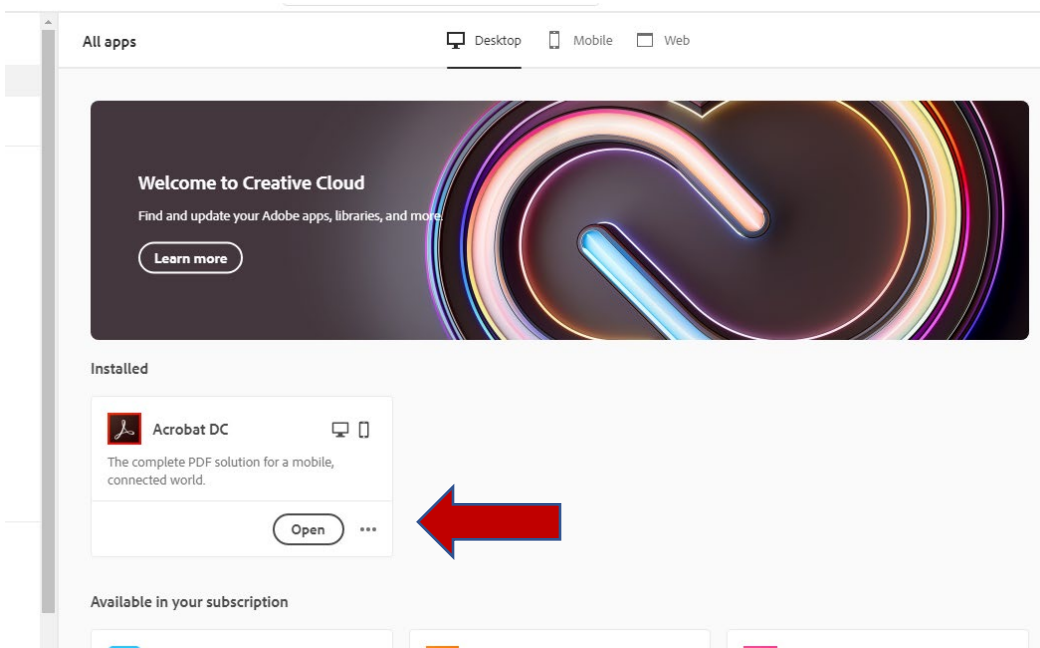 All apps
Desktop
Mobile
Web
Welcome to Creative Cloud
Find and update your Adobe apps, libraries, and more.
Learn more
Installed
Acrobat DC
The complete PDF solution for a mobile,
connected world.
Open
Available in your subscription